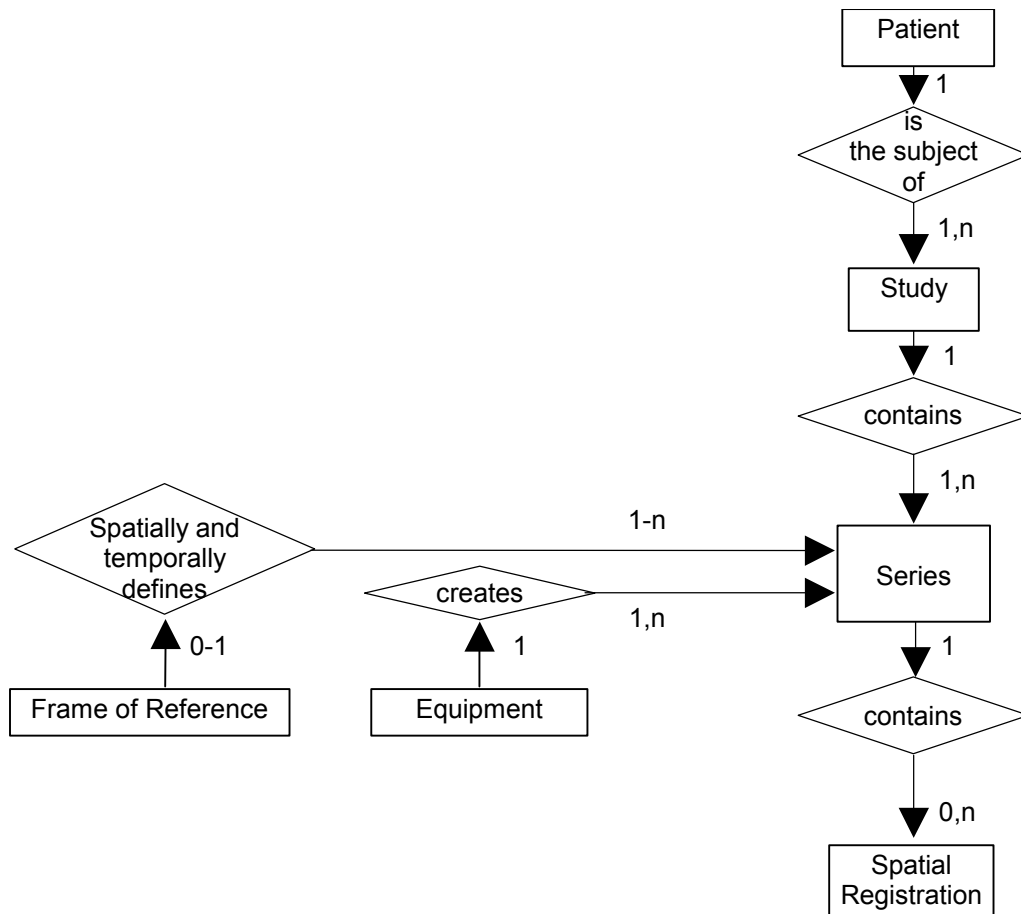 Patient
1
is
the subject
of
1,n
Study
1
contains
1,n
Spatially and
temporally
defines
1-n
Series
creates
1,n
0-1
1
1
Frame of Reference
Equipment
contains
0,n
Spatial
Registration